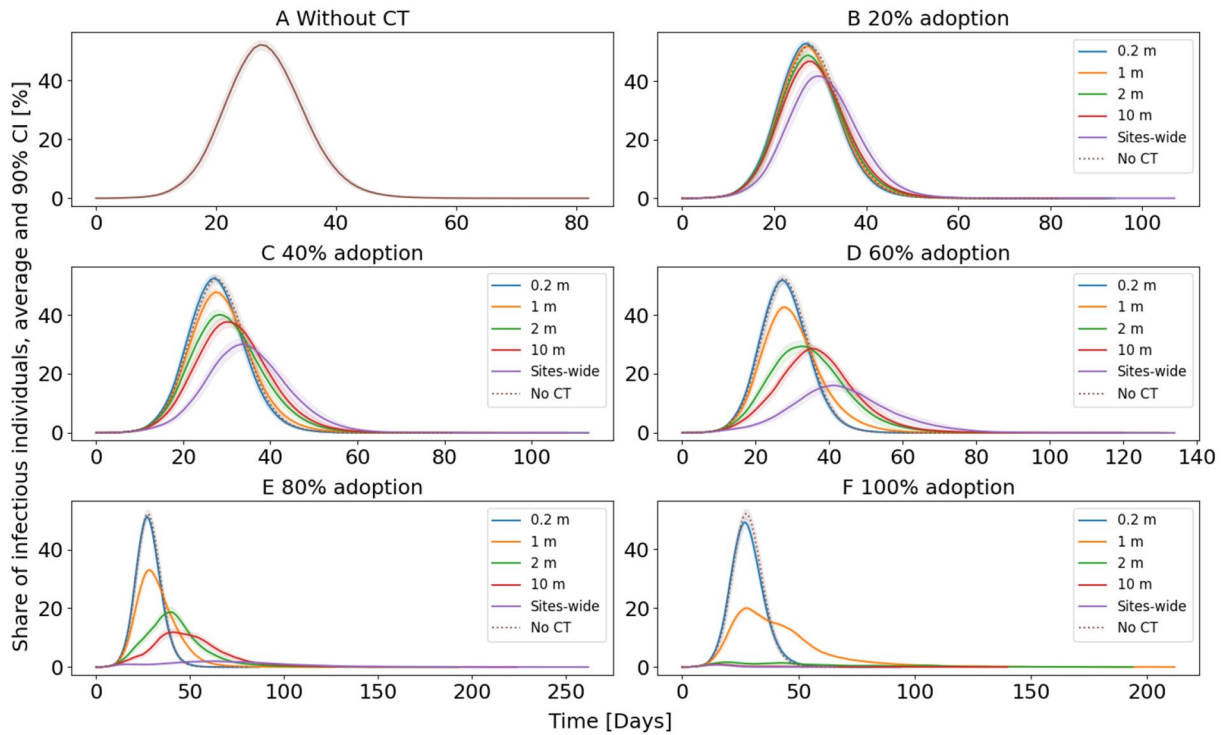 A Without CT
B 20% adoption
Share of infectious individuals, average and 90% CI [%]
40
20
0
0 20 40 60 80
40
20
0
0 20 40 60 80 100
0.2 m
1 m
2 m
10 m
Sites-wide
No CT
C 40% adoption
D 60% adoption
40
20
0
0 20 40 60 80 100
0.2 m
1 m
2 m
10 m
Sites-wide
No CT
40
20
0
0 20 40 60 80 100 120 140
0.2 m
1 m
2 m
10 m
Sites-wide
No CT
E 80% adoption
F 100% adoption
40
20
0
0 50 100 150 200 250
0.2 m
1 m
2 m
10 m
Sites-wide
No CT
40
20
0
0 50 100 150 200
0.2 m
1 m
2 m
10 m
Sites-wide
No CT
Time [Days]